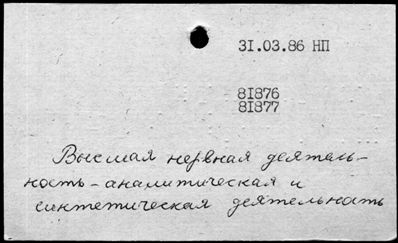 31.03.86 НП
81876
81877
Высшая нервная деятель-
ность - аналитическая и
синтетическая деятельность